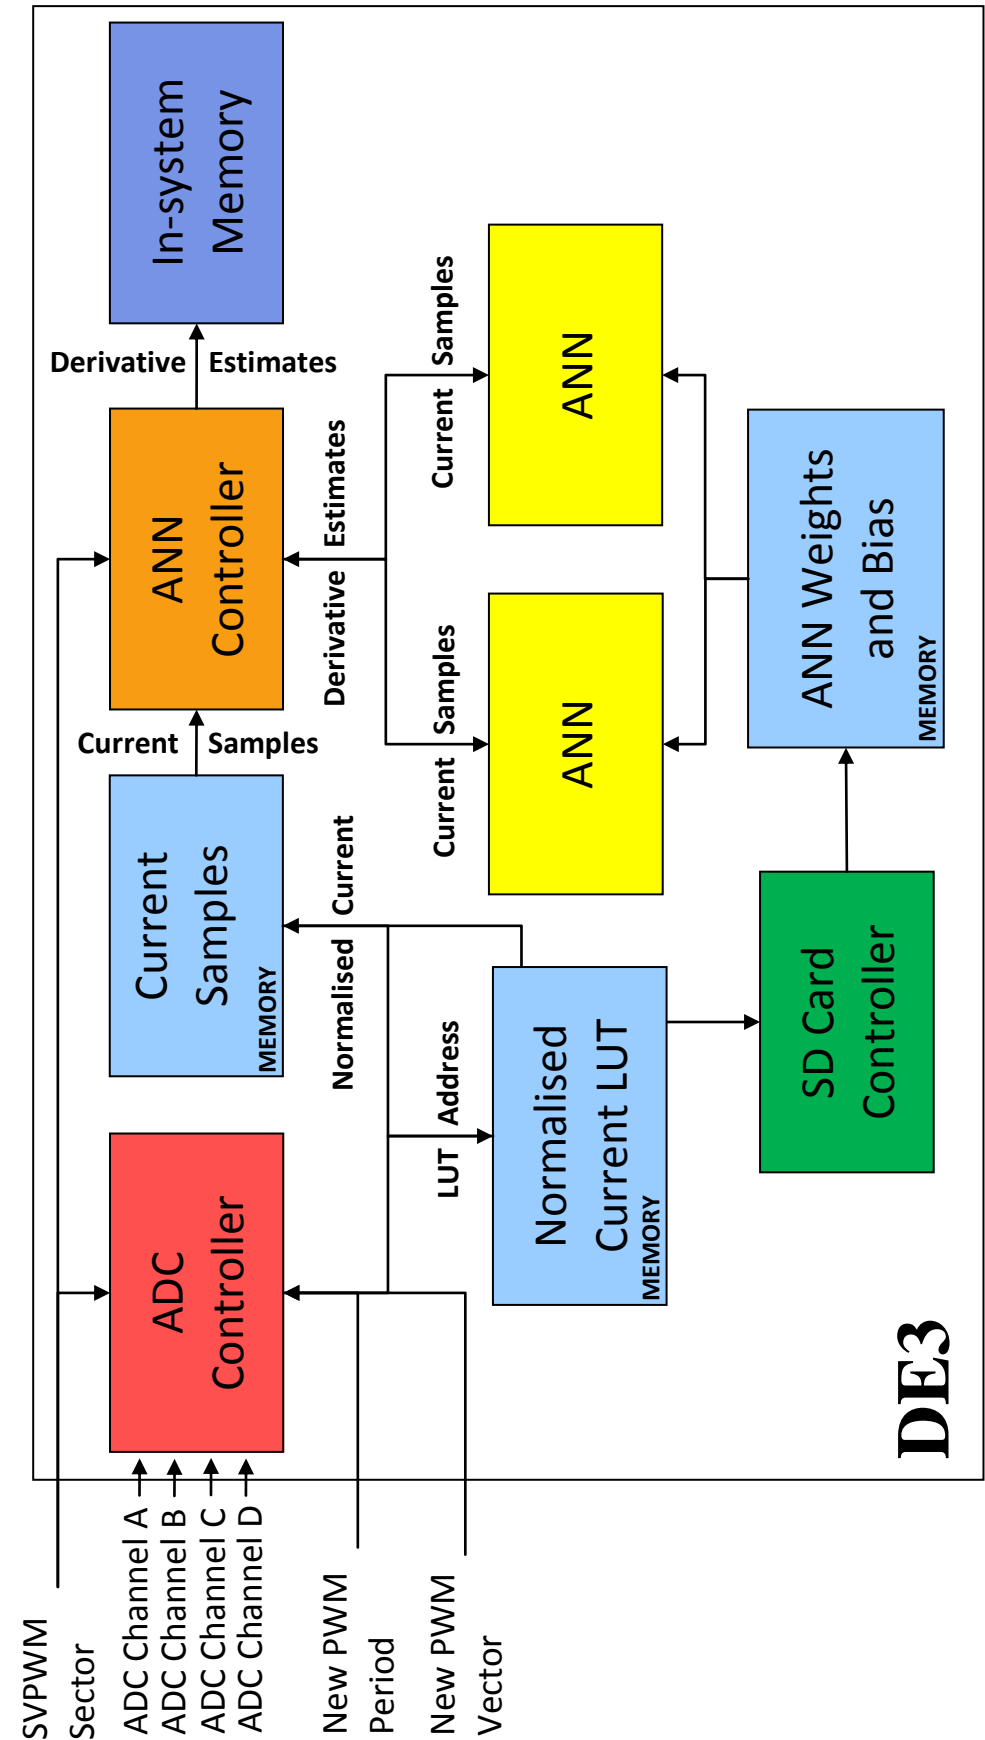 SVPWM
Sector
ADC Channel A
ADC Channel B
ADC Channel C
ADC Channel D
New PWM
Period
New PWM
Vector
ADC
Controller
Current
Samples
MEMORY
Current Samples
ANN
Controller
Derivative Estimates
In-system
Memory
Normalised Current
Derivative Estimates
LUT Address
Current Samples
Current Samples
Normalised
Current LUT
MEMORY
ANN
ANN
SD Card
Controller
ANN Weights
and Bias
MEMORY
DE3